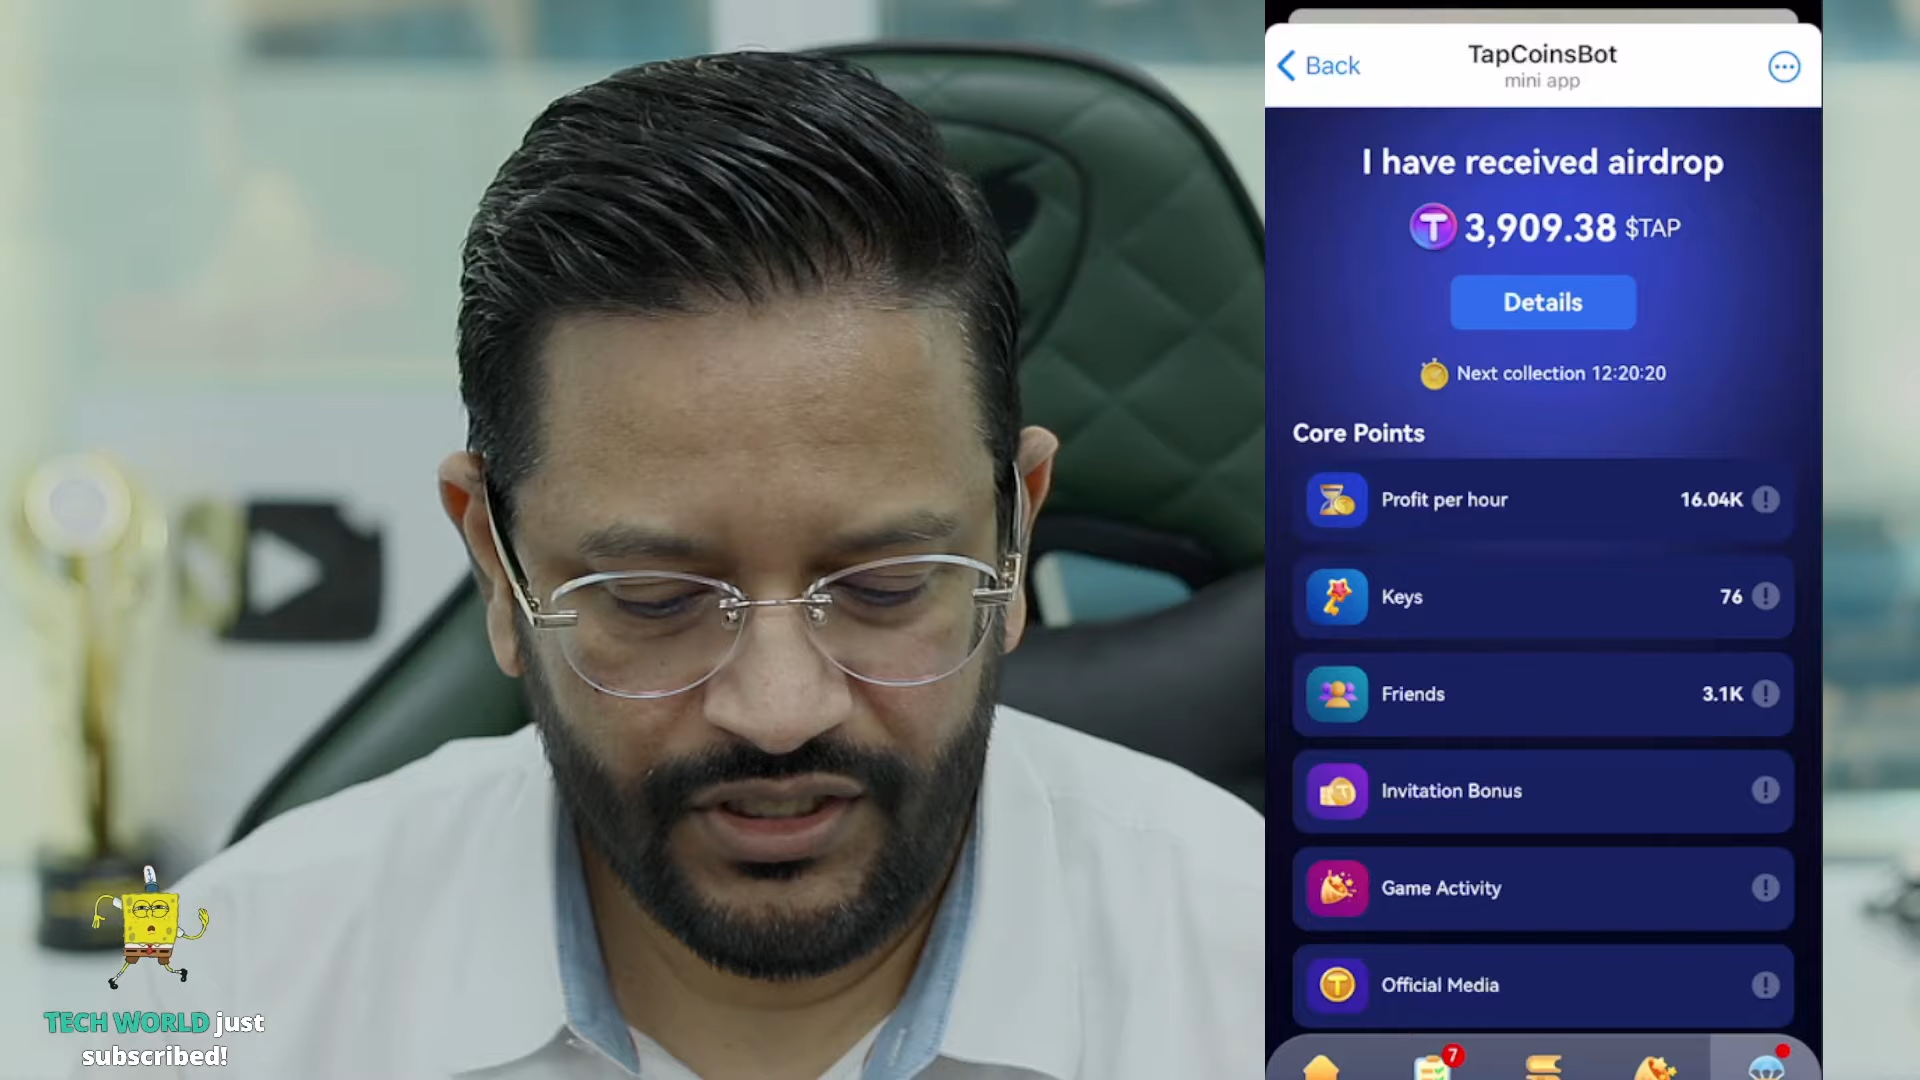 Back
TapCoinsBot
mini app
I have received airdrop
3,909.38 $TAP
Details
Next collection 12:20:20
Core Points
Profit per hour 16.04K
Keys 76
Friends 3.1K
Invitation Bonus
Game Activity
Official Media
7
TECH WORLD just
subscribed!